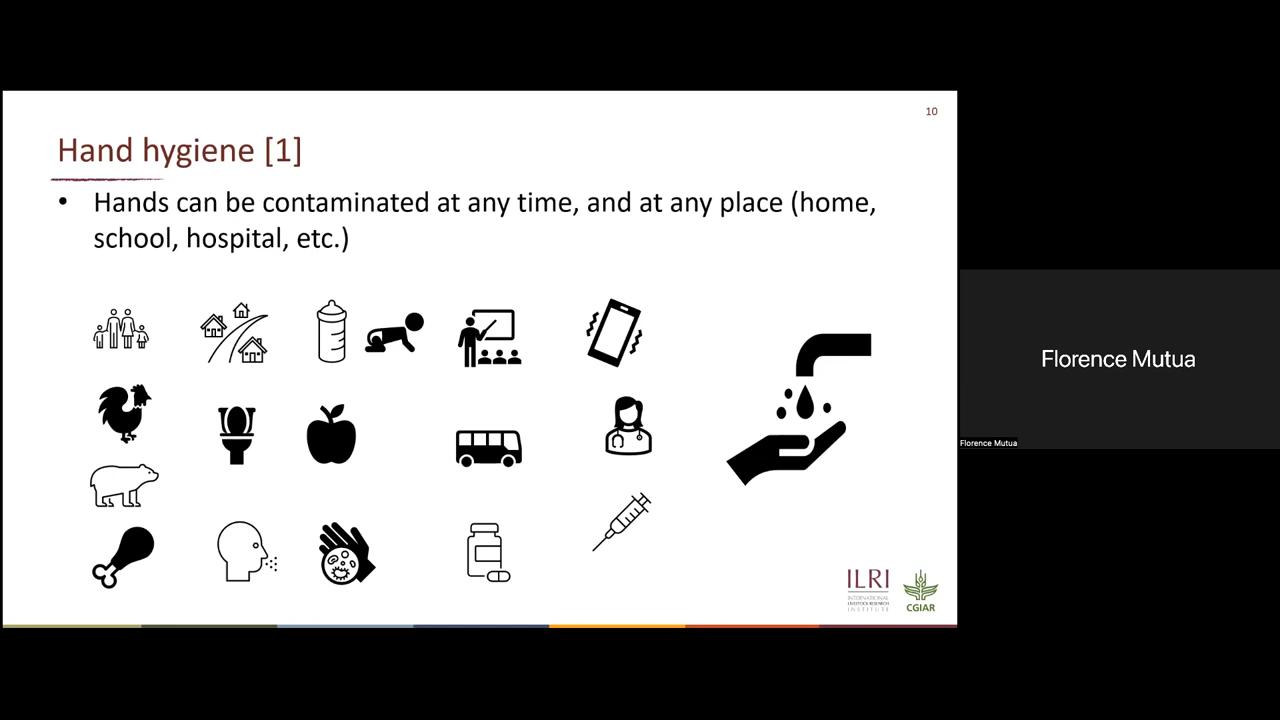 10
Hand hygiene [1]
• Hands can be contaminated at any time, and at any place (home,
school, hospital, etc.)
ILRI
INTERNATIONAL
LIVESTOCK RESEARCH
INSTITUTE
CGIAR
Florence Mutua
Florence Mutua